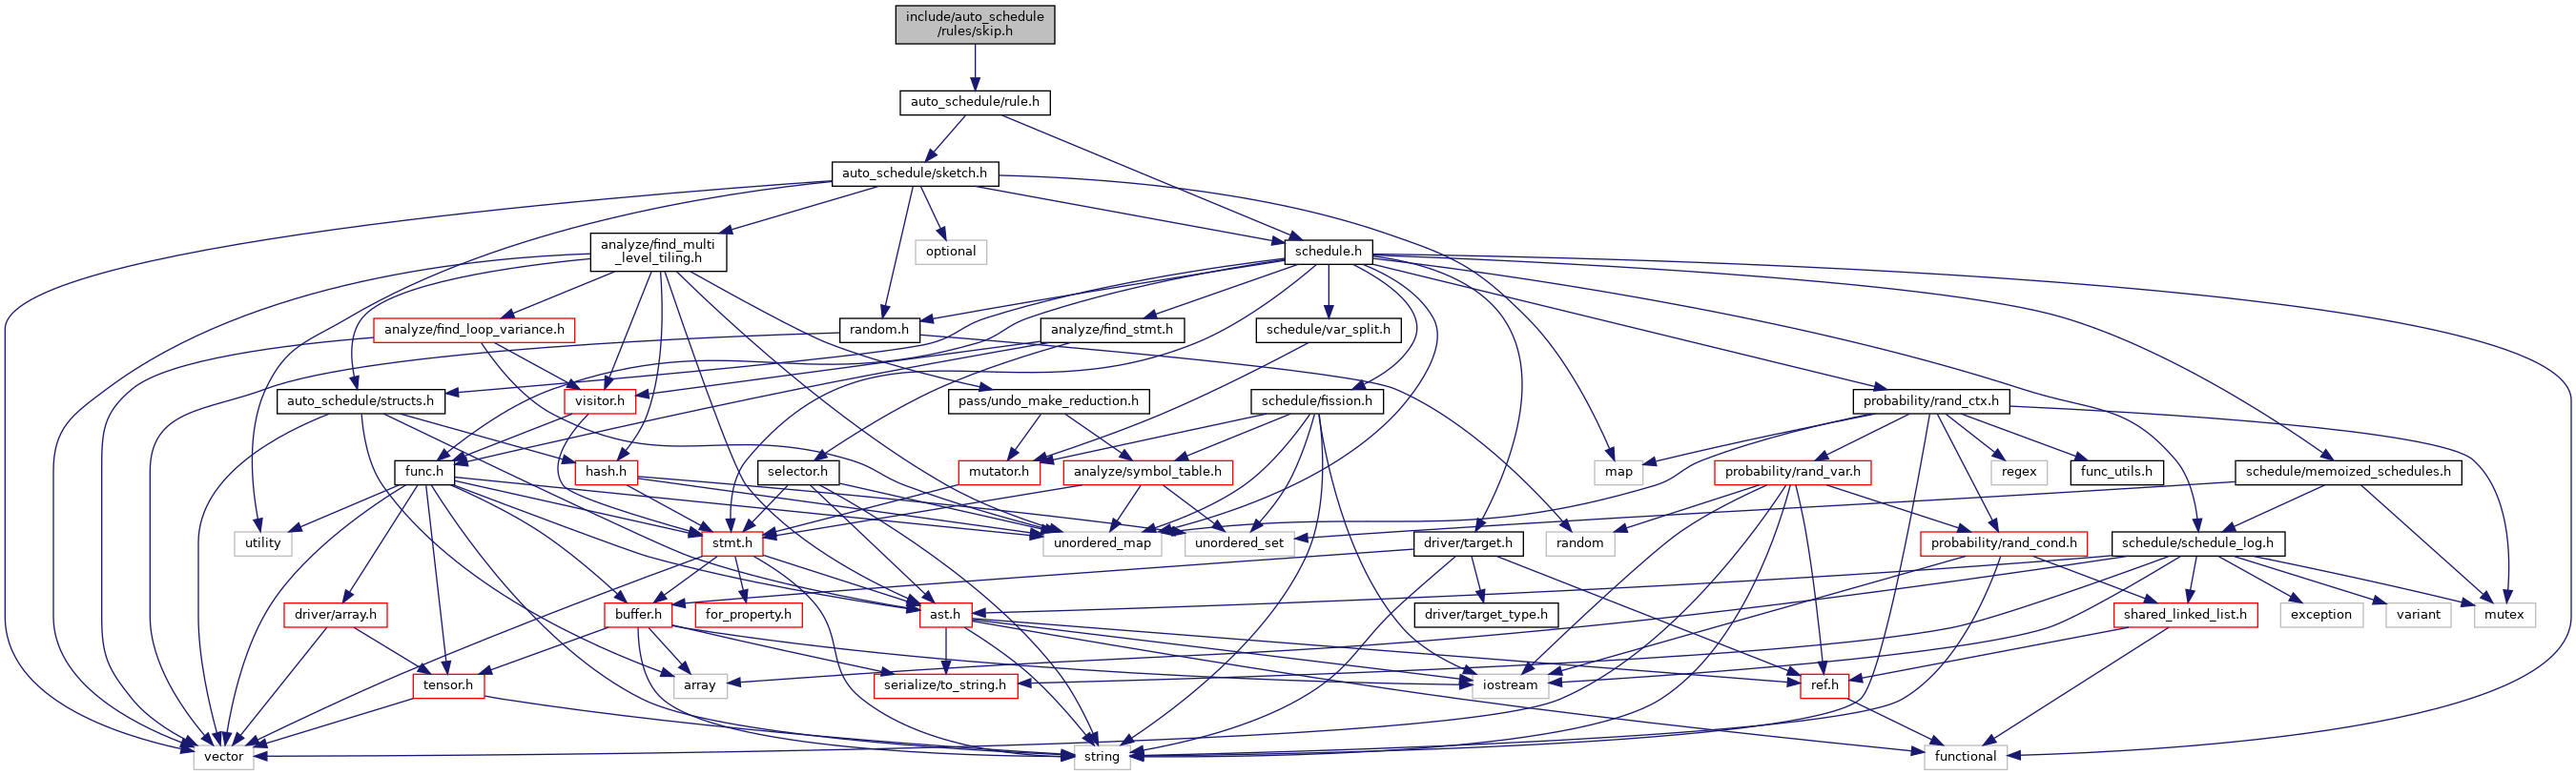 include/auto_schedule
/rules/skip.h
auto_schedule/rule.h
auto_schedule/sketch.h
analyze/find_multi
_level_tiling.h
optional
schedule.h
analyze/find_loop_variance.h
random.h
analyze/find_stmt.h
schedule/var_split.h
auto_schedule/structs.h
visitor.h
pass/undo_make_reduction.h
schedule/fission.h
probability/rand_ctx.h
func.h
hash.h
selector.h
mutator.h
analyze/symbol_table.h
map
probability/rand_var.h
regex
func_utils.h
schedule/memoized_schedules.h
utility
stmt.h
unordered_map
unordered_set
driver/target.h
random
probability/rand_cond.h
schedule/schedule_log.h
driver/array.h
buffer.h
for_property.h
ast.h
driver/target_type.h
shared_linked_list.h
exception
variant
mutex
tensor.h
array
serialize/to_string.h
iostream
ref.h
vector
string
functional